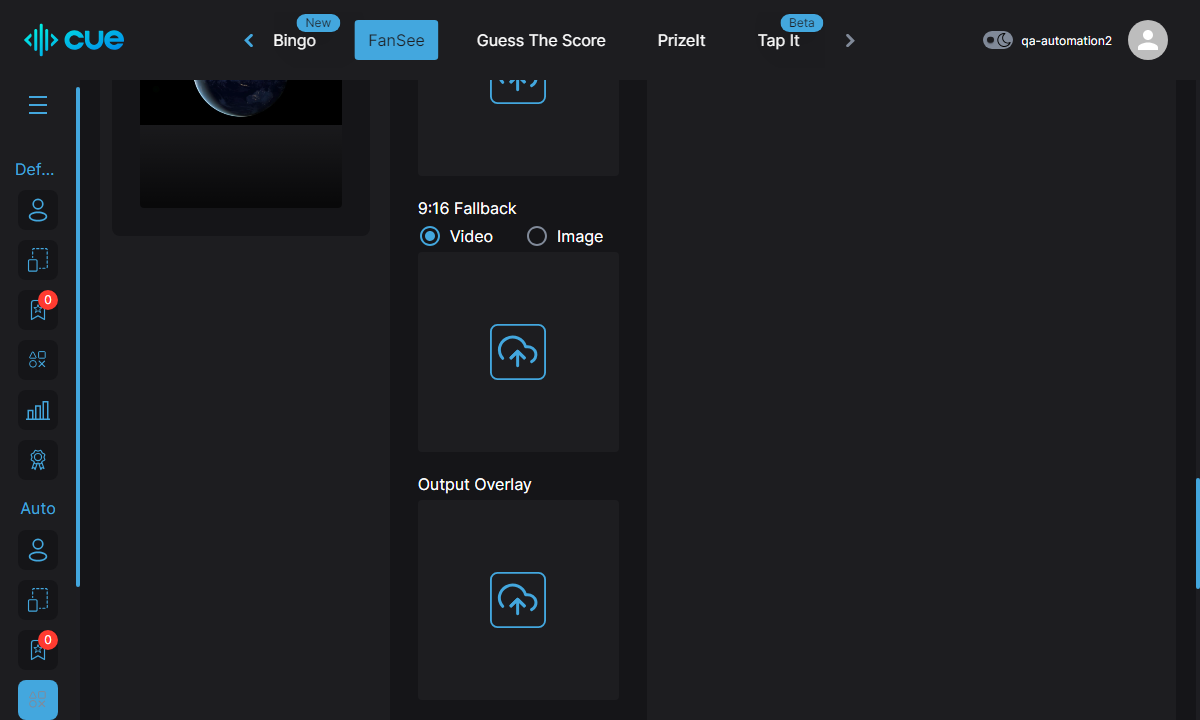 cue
New
Bingo
FanSee
Guess The Score
PrizeIt
Beta
Tap It
qa-automation2
Def...
0
Auto
0
9:16 Fallback
Video
Image
Output Overlay